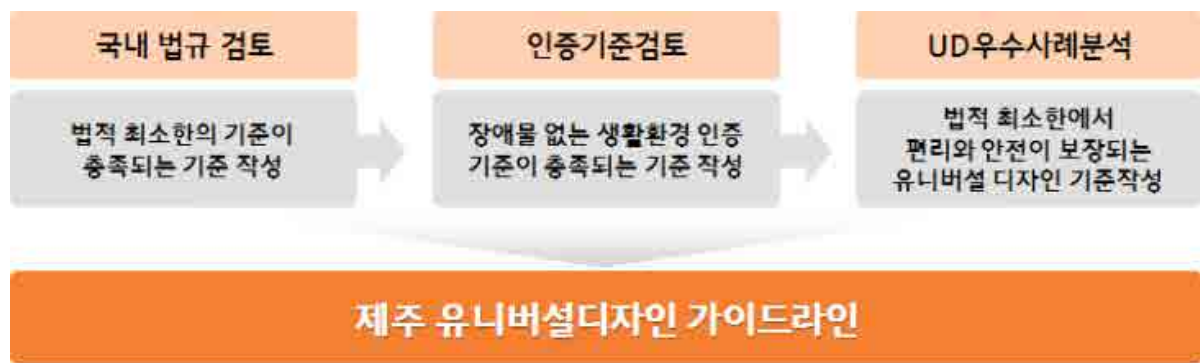 국내 법규 검토
법적 최소한의 기준이
충족되는 기준 작성
인증기준검토
장애물 없는 생활환경 인증
기준이 충족되는 기준 작성
UD우수사례분석
법적 최소한에서
편리와 안전이 보장되는
유니버설 디자인 기준작성
제주 유니버설디자인 가이드라인